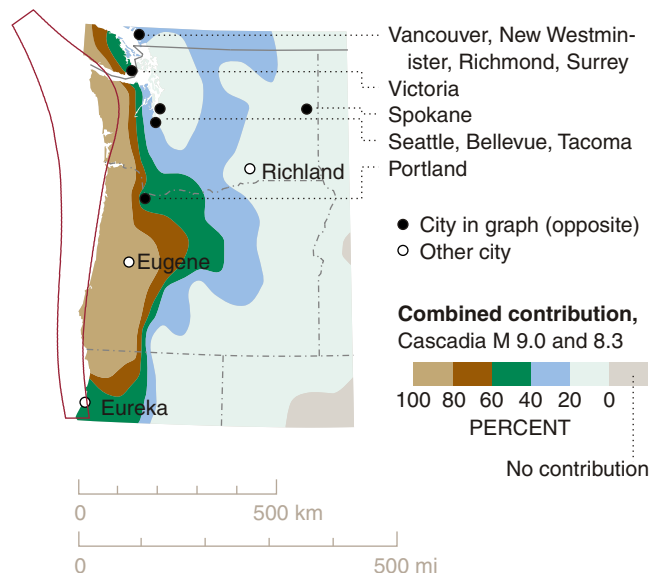 Vancouver, New Westmin-
ister, Richmond, Surrey
Victoria
Spokane
Seattle, Bellevue, Tacoma
Portland
Richland
Eugene
Eureka
City in graph (opposite)
Other city
Combined contribution,
Cascadia M 9.0 and 8.3
100 80 60 40 20 0
PERCENT
No contribution
0 500 km
0 500 mi